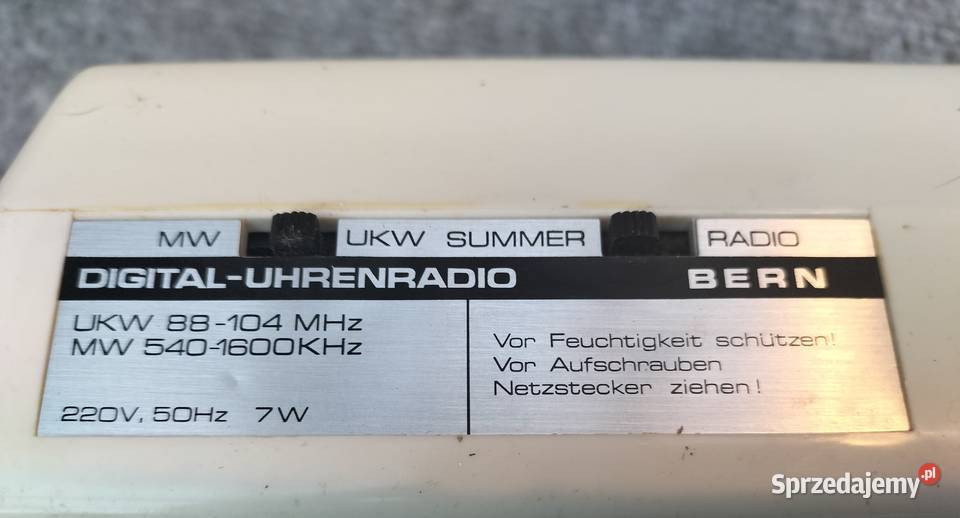 MW UKW SUMMER RADIO
DIGITAL-UHRENRADIO BERN
UKW 88-104 MHz
MW 540-1600KHz
220V, 50Hz 7W
Vor Feuchtigkeit schützen!
Vor Aufschrauben
Netzstecker ziehen!
Sprzedajemy.pl